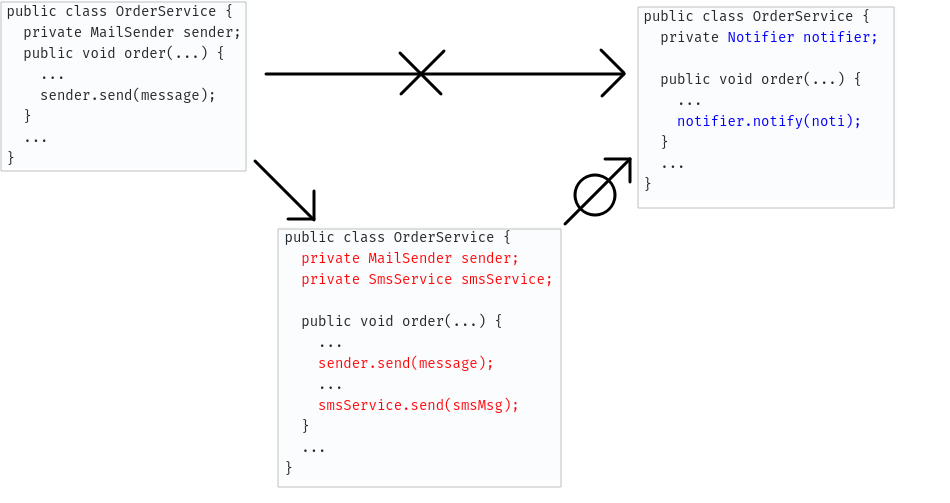 public class OrderService {
  private MailSender sender;
  public void order(...) {
    ...
    sender.send(message);
  }
  ...
}
public class OrderService {
  private Notifier notifier;

  public void order(...) {
    ...
    notifier.notify(noti);
  }
  ...
}
public class OrderService {
  private MailSender sender;
  private SmsService smsService;

  public void order(...) {
    ...
    sender.send(message);
    ...
    smsService.send(smsMsg);
  }
  ...
}